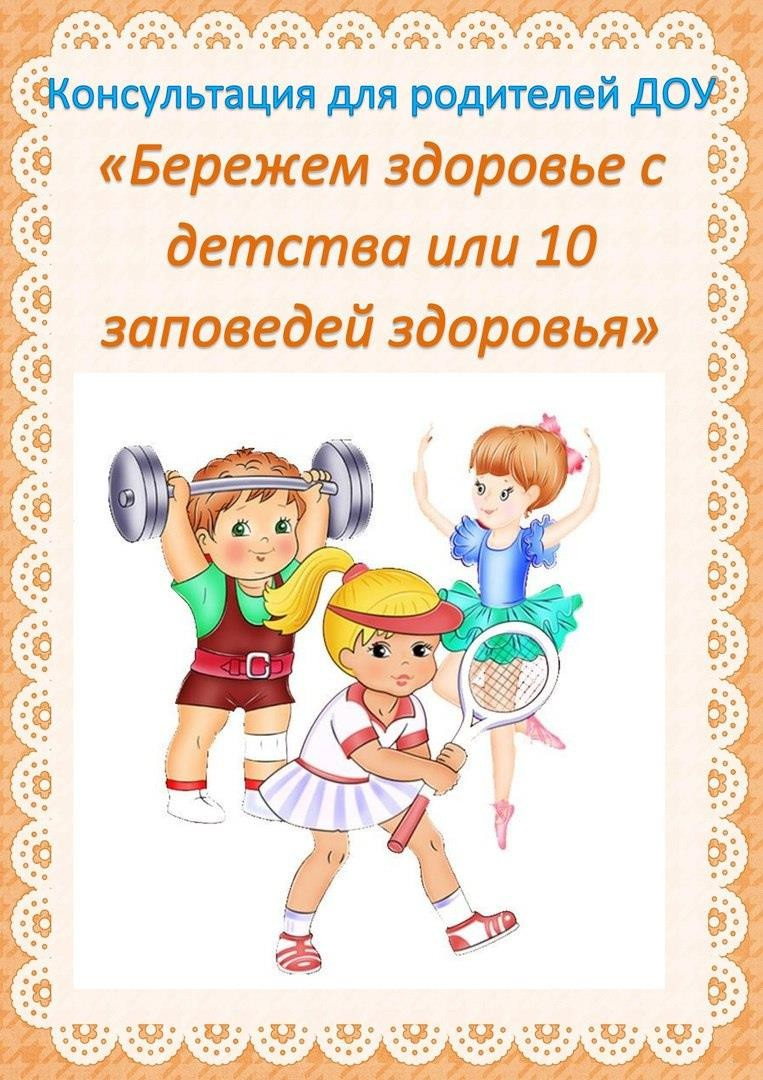 Консультация для родителей ДОУ
«Бережем здоровье с
детства или 10
заповедей здоровья»